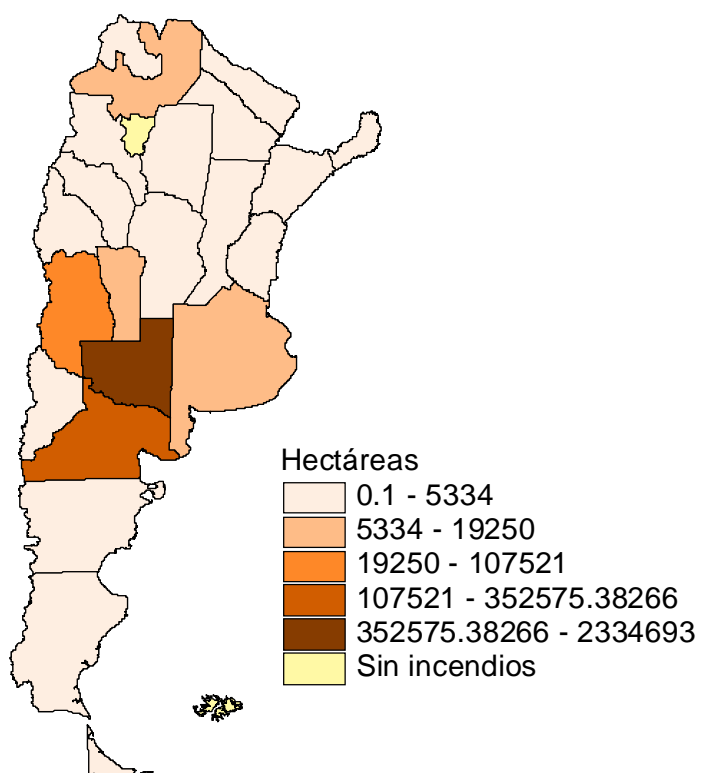 Hectáreas
0.1 - 5334
5334 - 19250
19250 - 107521
107521 - 352575.38266
352575.38266 - 2334693
Sin incendios